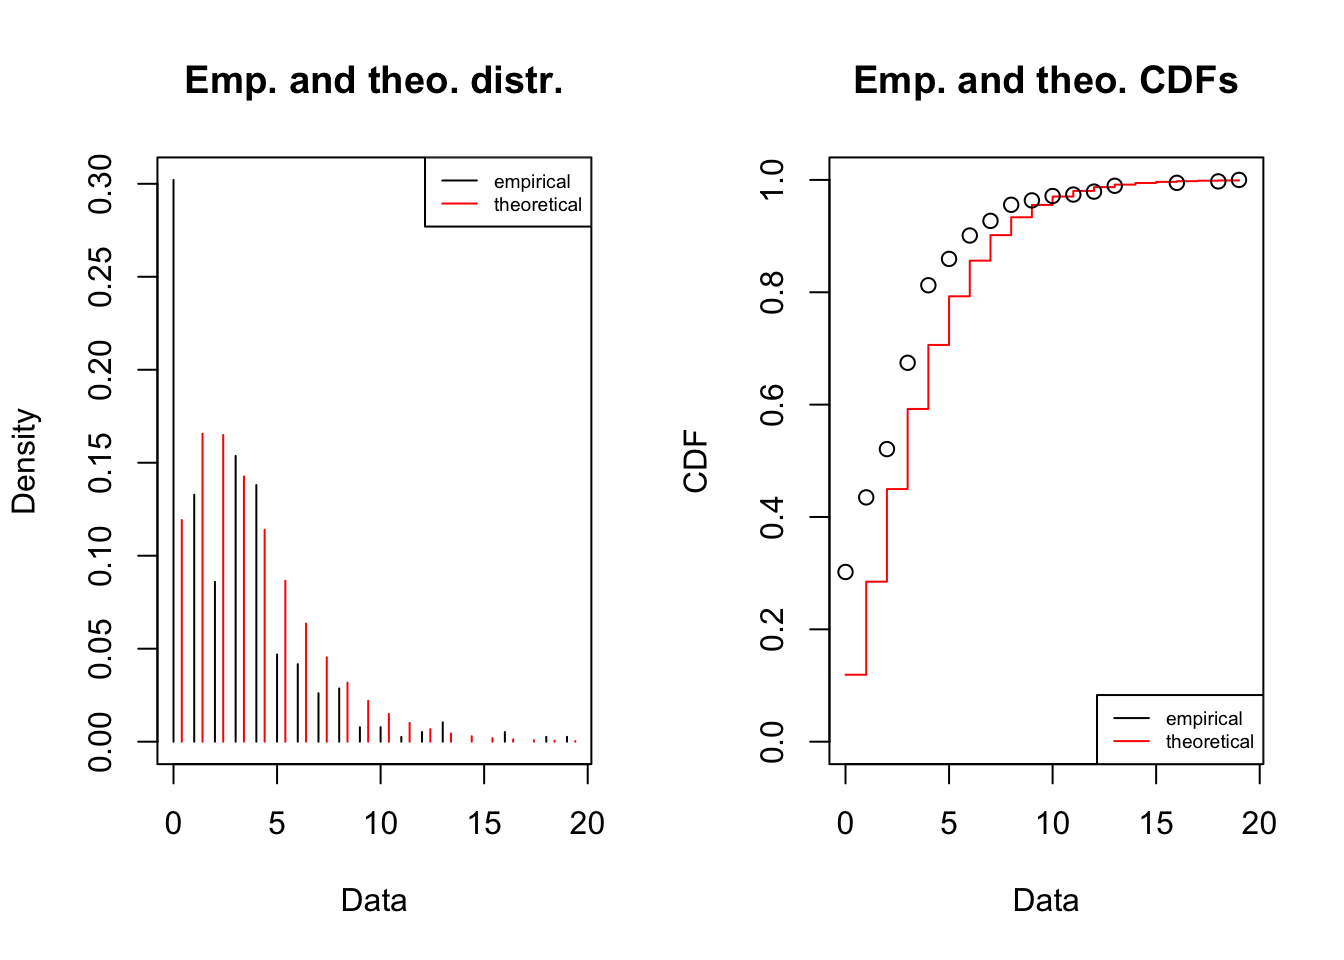 Emp. and theo. distr.
Density
0.00 0.05 0.10 0.15 0.20 0.25 0.30
empirical
theoretical
0 5 10 15 20
Data
Emp. and theo. CDFs
CDF
0.0 0.2 0.4 0.6 0.8 1.0
empirical
theoretical
0 5 10 15 20
Data